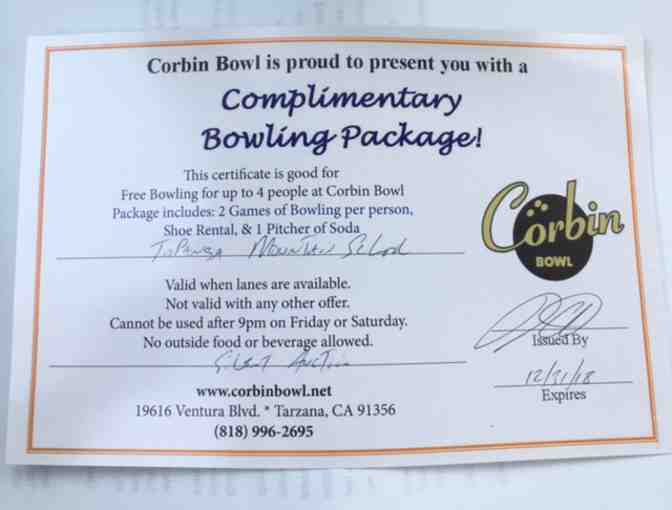 Corbin Bowl is proud to present you with a
Complimentary
Bowling Package!
This certificate is good for
Free Bowling for up to 4 people at Corbin Bowl
Package includes: 2 Games of Bowling per person,
Shoe Rental, & 1 Pitcher of Soda
Topanga Mountain School
Valid when lanes are available.
Not valid with any other offer.
Cannot be used after 9pm on Friday or Saturday.
No outside food or beverage allowed.
Silent Auction
www.corbinbowl.net
19616 Ventura Blvd. * Tarzana, CA 91356
(818) 996-2695
Corbin
BOWL
Issued By
12/31/18
Expires